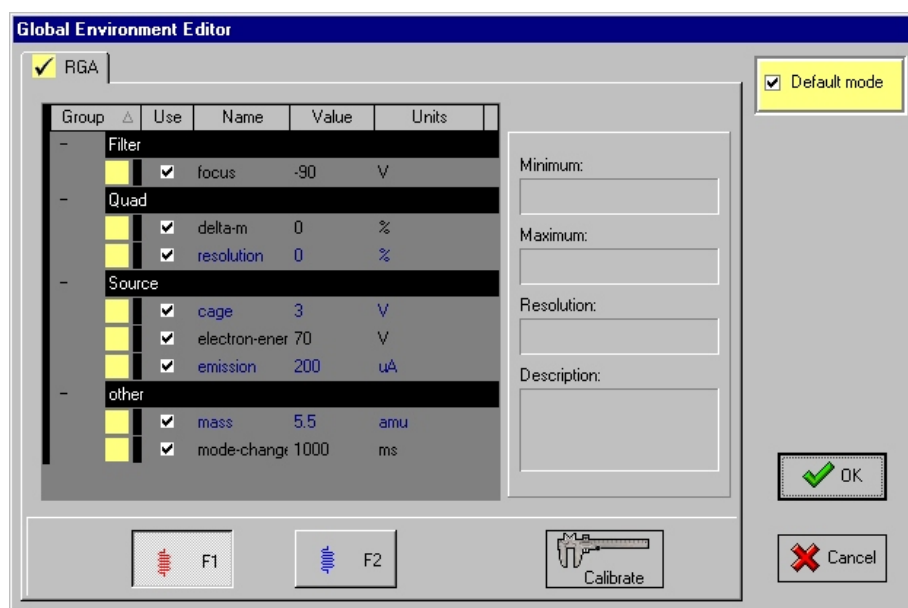 Global Environment Editor
RGA
Default mode
Group Use Name Value Units
Filter
focus -90 V
Quad
delta-m 0 %
resolution 0 %
Source
cage 3 V
electron-ener 70 V
emission 200 uA
other
mass 5.5 amu
mode-change 1000 ms
Minimum:
Maximum:
Resolution:
Description:
OK
F1 F2 Calibrate
Cancel